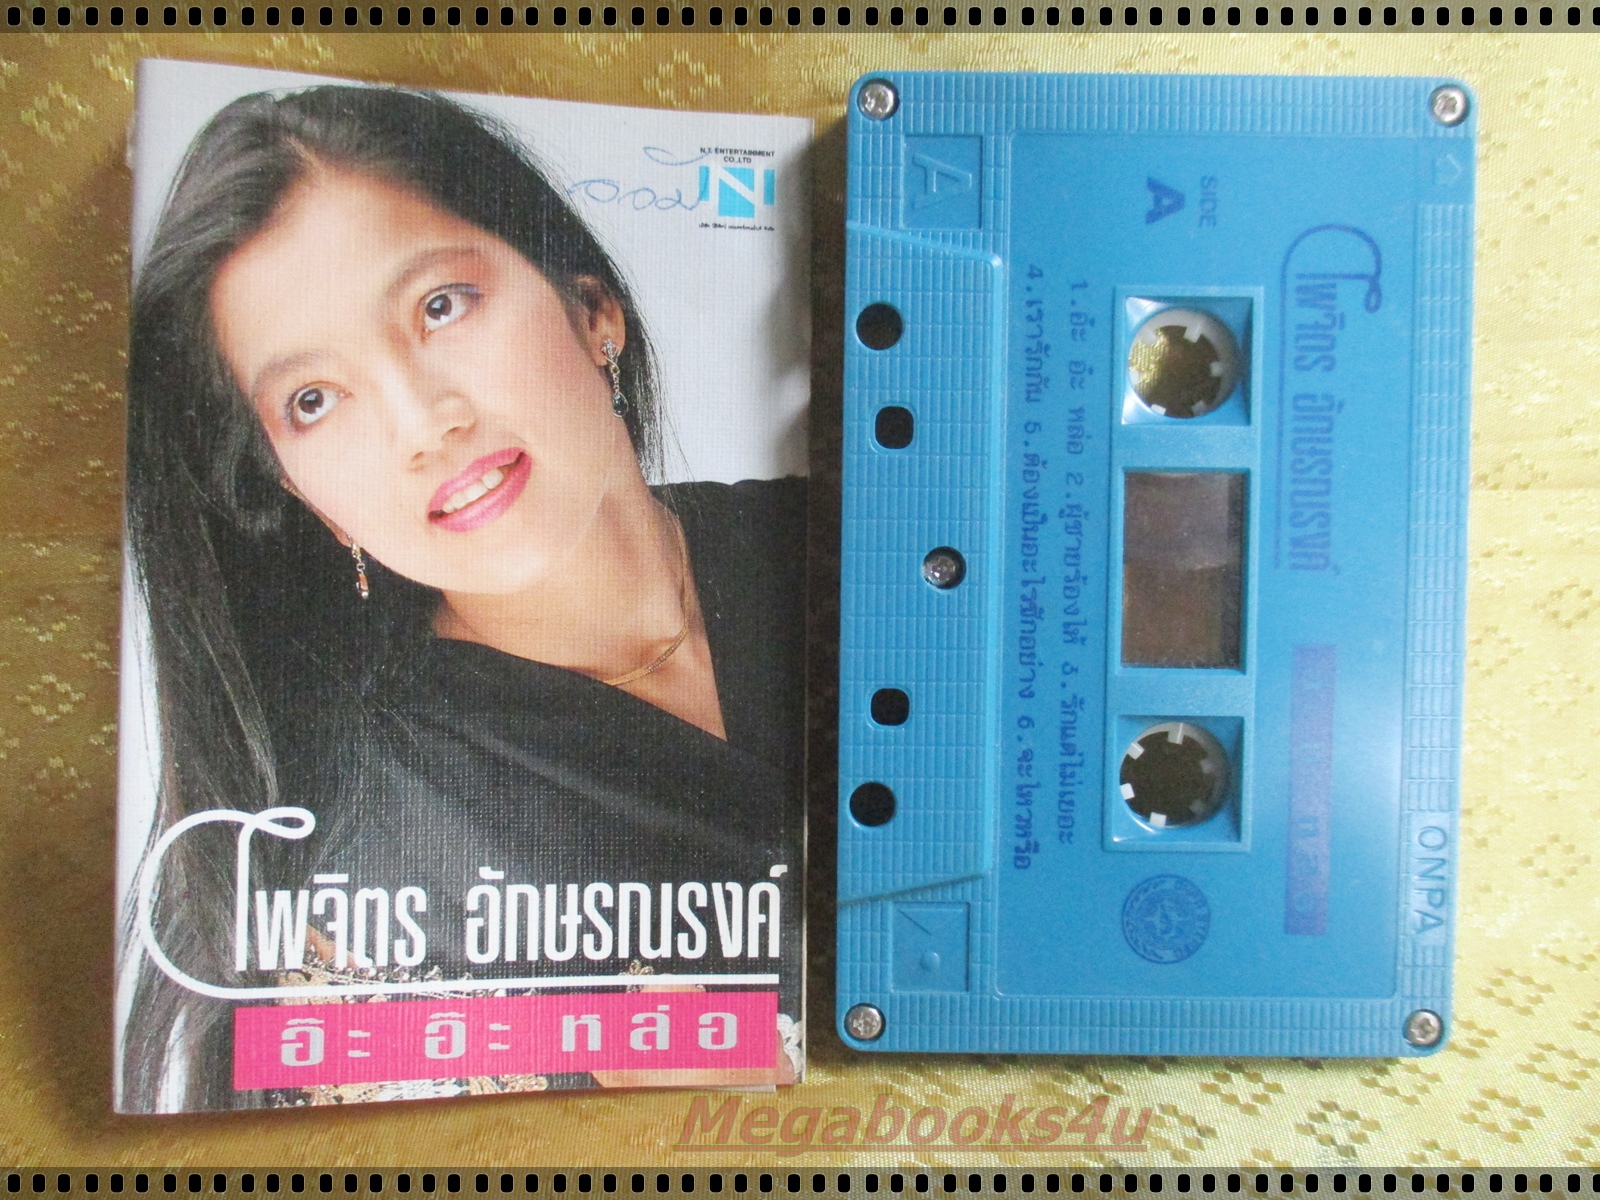 N.T. ENTERTAINMENT
CO.,LTD
ไพจิตร อักษรณรงค์
อ๊ะ อ๊ะ หล่อ
A
SIDE
A
ไพจิตร อักษรณรงค์
1.อ๊ะ อ๊ะ หล่อ 2.ผู้ชายร้องไห้ 3.รักแค่ไม่เยอะ
4.เรารักกัน 5.ต้องเป็นอะไรซักอย่าง 6.จะไหวหรือ
ONPA
Megabooks4u